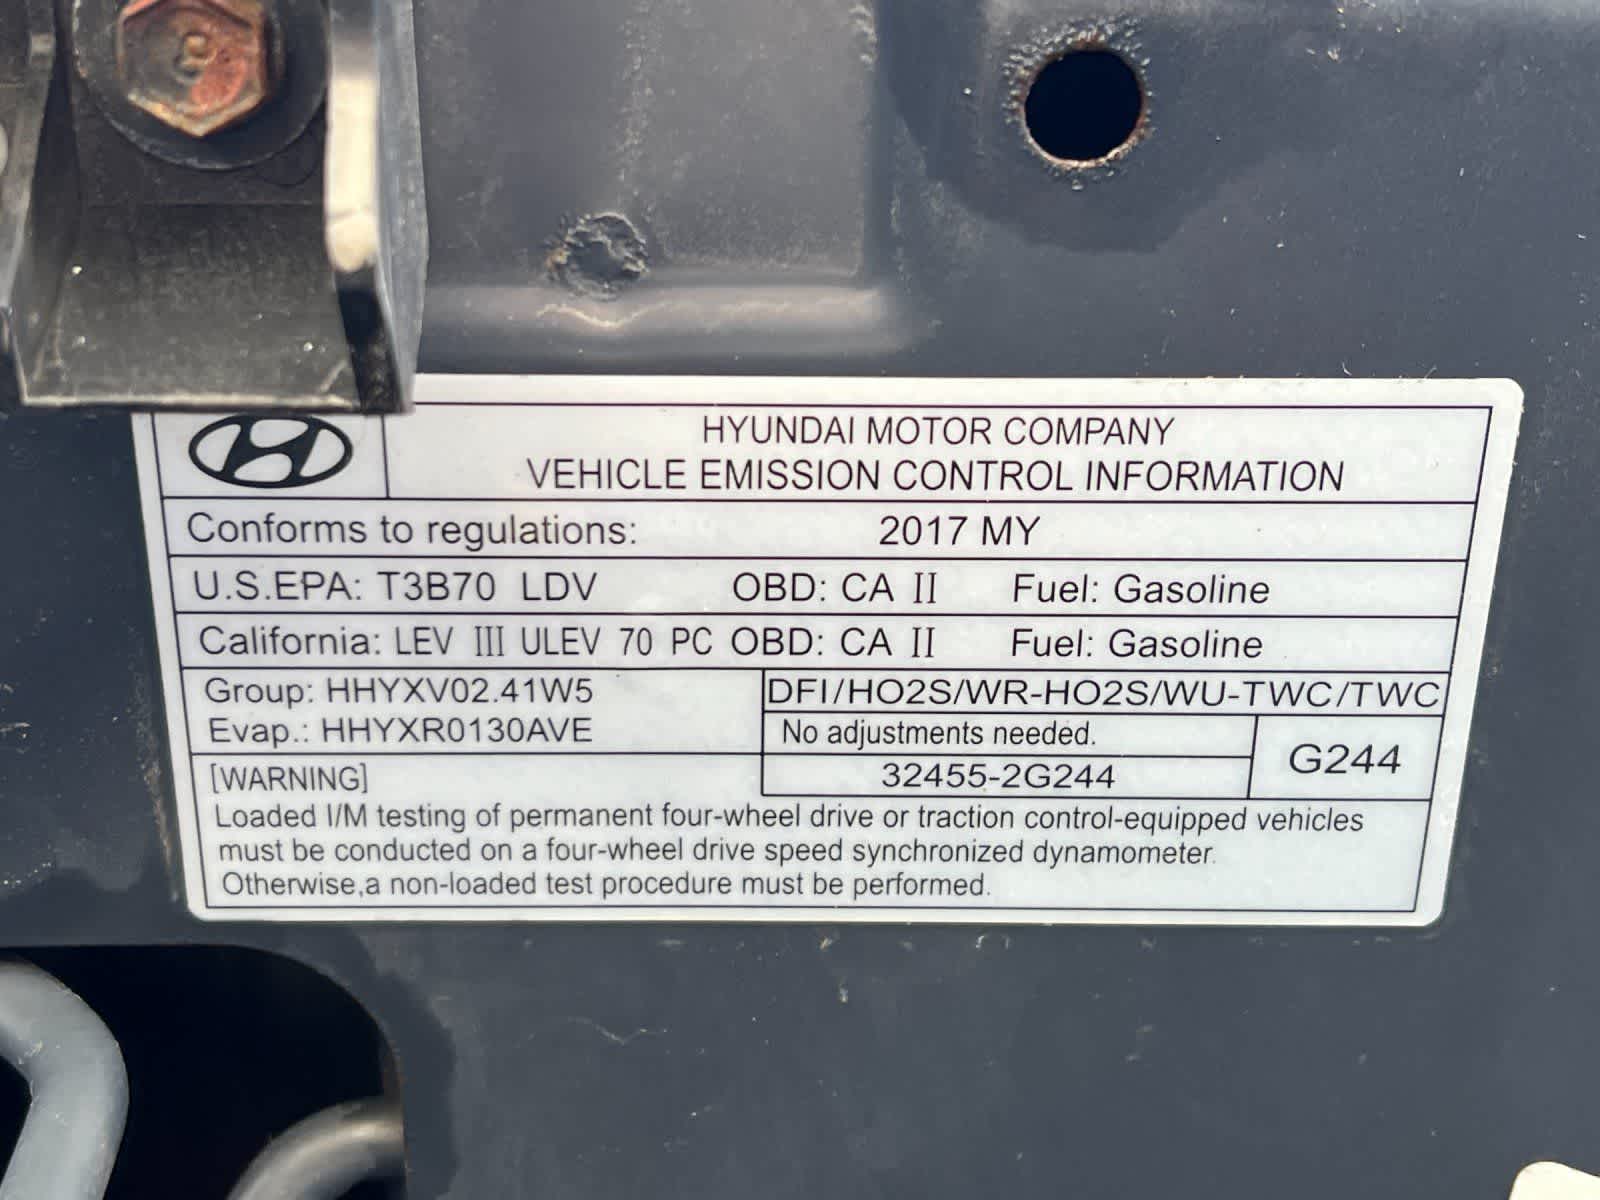 HYUNDAI MOTOR COMPANY
VEHICLE EMISSION CONTROL INFORMATION
Conforms to regulations: 2017 MY
U.S.EPA: T3B70 LDV OBD: CA II Fuel: Gasoline
California: LEV III ULEV 70 PC OBD: CA II Fuel: Gasoline
Group: HHYXV02.41W5
Evap.: HHYXR0130AVE
DFI/HO2S/WR-HO2S/WU-TWC/TWC
No adjustments needed.
32455-2G244
G244
[WARNING]
Loaded I/M testing of permanent four-wheel drive or traction control-equipped vehicles
must be conducted on a four-wheel drive speed synchronized dynamometer.
Otherwise,a non-loaded test procedure must be performed.